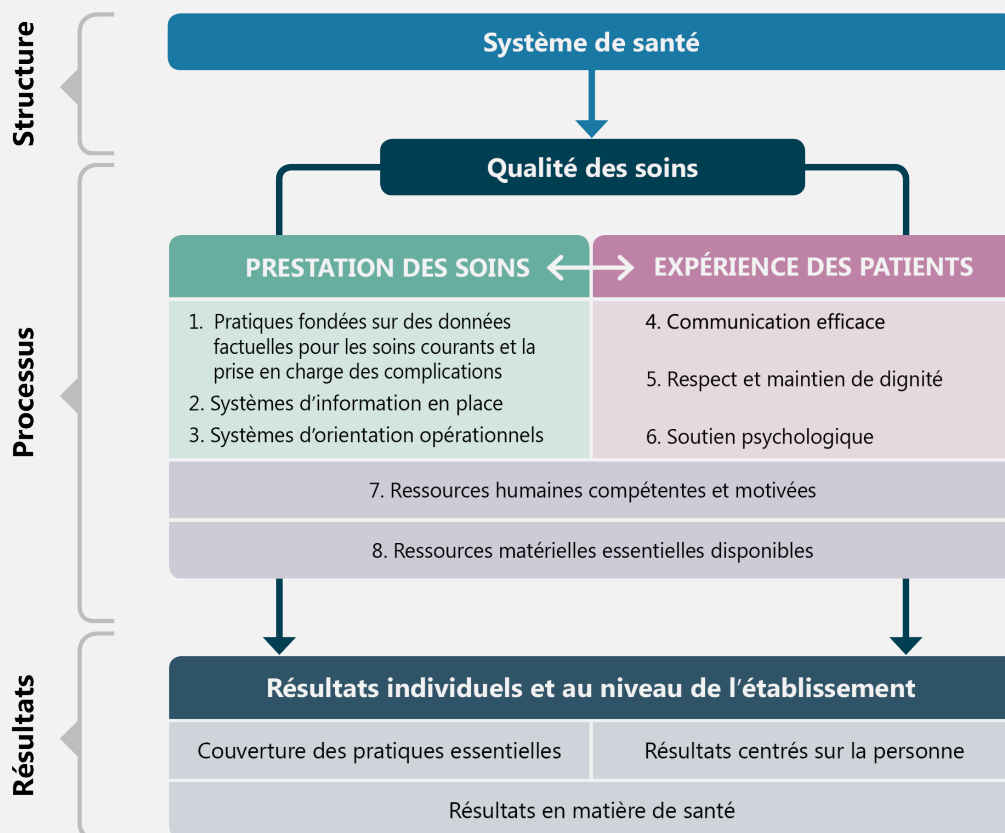 Structure
Système de santé
Qualité des soins
Processus
PRESTATION DES SOINS
EXPÉRIENCE DES PATIENTS
1. Pratiques fondées sur des données
factuelles pour les soins courants et la
prise en charge des complications
2. Systèmes d'information en place
3. Systèmes d'orientation opérationnels
4. Communication efficace
5. Respect et maintien de dignité
6. Soutien psychologique
7. Ressources humaines compétentes et motivées
8. Ressources matérielles essentielles disponibles
Résultats
Résultats individuels et au niveau de l'établissement
Couverture des pratiques essentielles
Résultats centrés sur la personne
Résultats en matière de santé